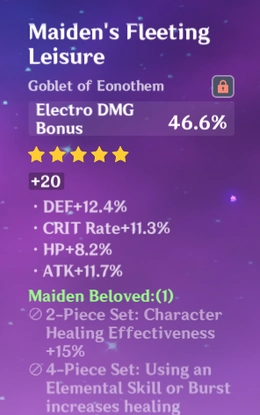 Maiden's Fleeting
Leisure
Goblet of Eonothem
Electro DMG
Bonus
46.6%
+20
· DEF+12.4%
· CRIT Rate+11.3%
· HP+8.2%
· ATK+11.7%
Maiden Beloved:(1)
2-Piece Set: Character
Healing Effectiveness
+15%
4-Piece Set: Using an
Elemental Skill or Burst
increases healing